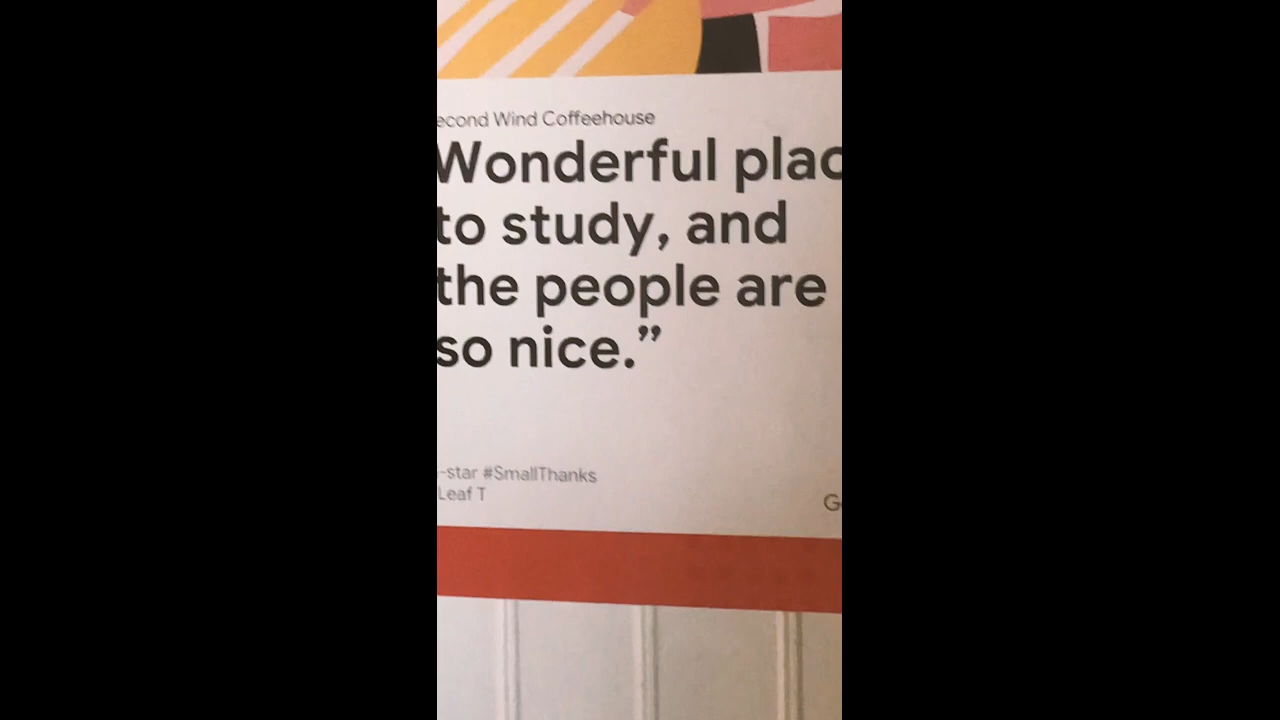 econd Wind Coffeehouse
Wonderful plac
to study, and
the people are
so nice.”
-star #SmallThanks
Leaf T
G